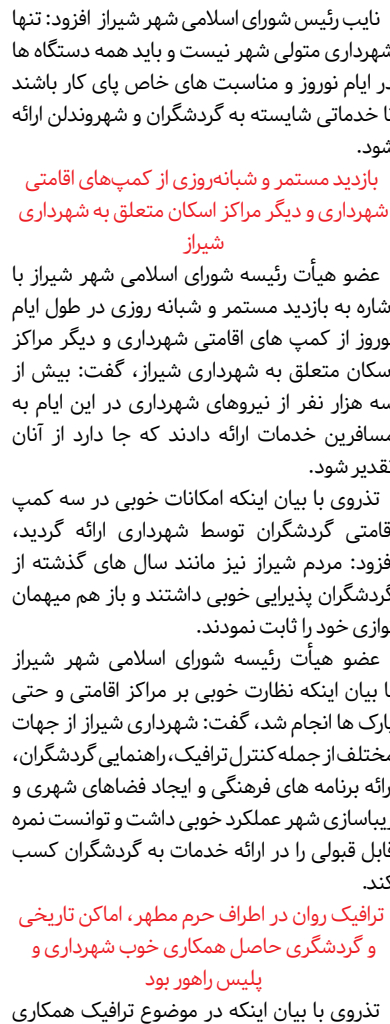 نایب رئیس شورای اسلامی شهر شیراز افزود: تنها
شهرداری متولی شهر نیست و باید همه دستگاه ها
در ایام نوروز و مناسبت های خاص پای کار باشند
تا خدماتی شایسته به گردشگران و شهروندلن ارائه
شود.
بازدید مستمر و شبانه‌روزی از کمپ‌های اقامتی
شهرداری و دیگر مراکز اسکان متعلق به شهرداری
شیراز
عضو هیأت رئیسه شورای اسلامی شهر شیراز با
اشاره به بازدید مستمر و شبانه روزی در طول ایام
نوروز از کمپ های اقامتی شهرداری و دیگر مراکز
اسکان متعلق به شهرداری شیراز، گفت: بیش از
سه هزار نفر از نیروهای شهرداری در این ایام به
مسافرین خدمات ارائه دادند که جا دارد از آنان
تقدیر شود.
تذروی با بیان اینکه امکانات خوبی در سه کمپ
اقامتی گردشگران توسط شهرداری ارائه گردید،
افزود: مردم شیراز نیز مانند سال های گذشته از
گردشگران پذیرایی خوبی داشتند و باز هم میهمان
نوازی خود را ثابت نمودند.
عضو هیأت رئیسه شورای اسلامی شهر شیراز
با بیان اینکه نظارت خوبی بر مراکز اقامتی و حتی
پارک ها انجام شد، گفت: شهرداری شیراز از جهات
مختلف از جمله کنترل ترافیک، راهنمایی گردشگران،
ارائه برنامه های فرهنگی و ایجاد فضاهای شهری و
زیباسازی شهر عملکرد خوبی داشت و توانست نمره
قابل قبولی را در ارائه خدمات به گردشگران کسب
کند.
ترافیک روان در اطراف حرم مطهر، اماکن تاریخی
و گردشگری حاصل همکاری خوب شهرداری و
پلیس راهور بود
تذروی با بیان اینکه در موضوع ترافیک همکاری